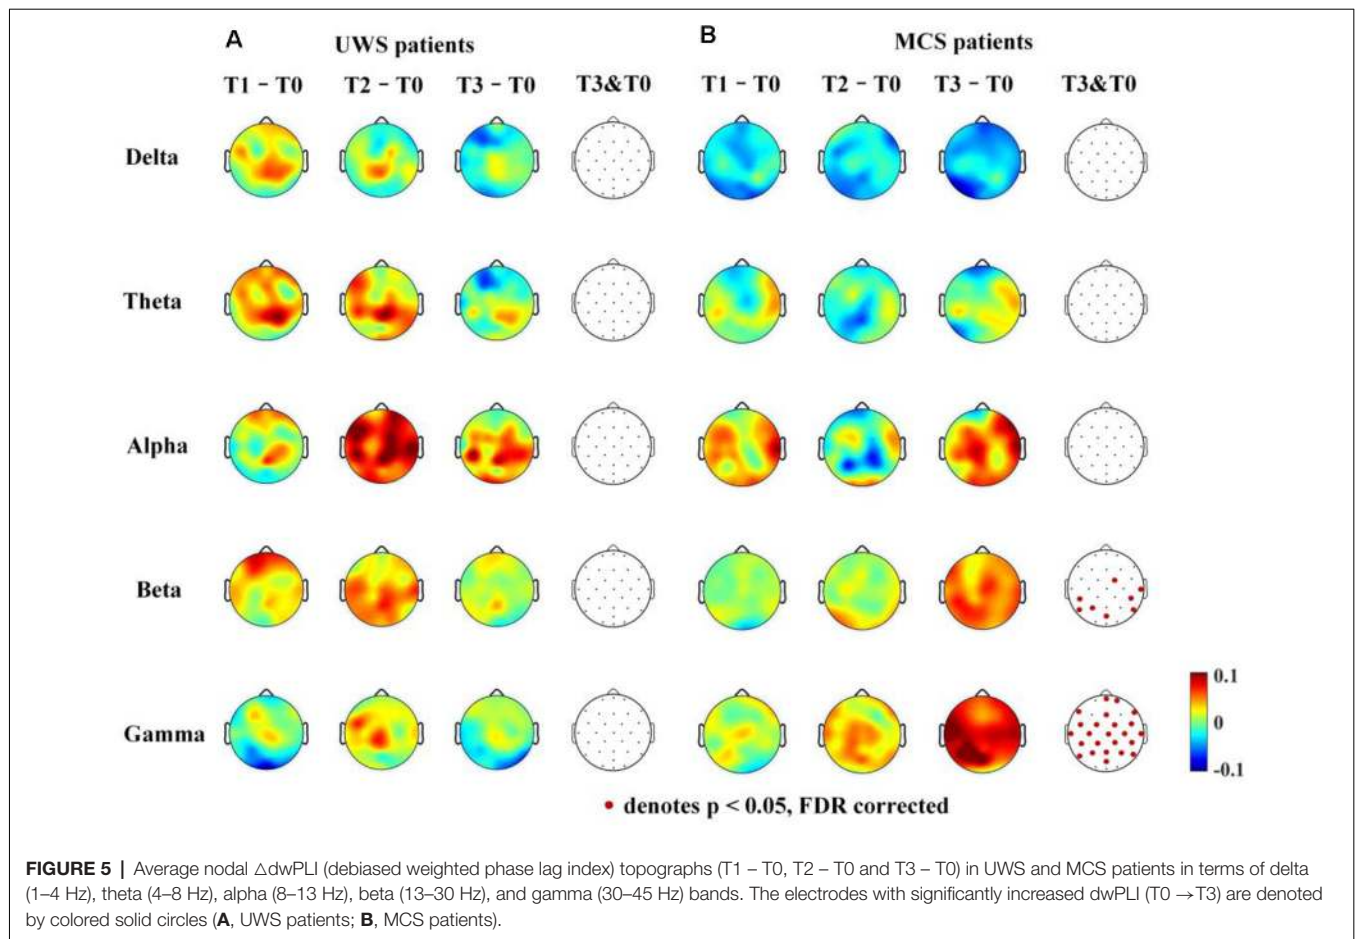 A
UWS patients
B
MCS patients
T1 – T0 T2 – T0 T3 – T0 T3&T0 T1 – T0 T2 – T0 T3 – T0 T3&T0
Delta
Theta
Alpha
Beta
Gamma
0.1
0
-0.1
• denotes p < 0.05, FDR corrected
FIGURE 5 | Average nodal △dwPLI (debiased weighted phase lag index) topographs (T1 – T0, T2 – T0 and T3 – T0) in UWS and MCS patients in terms of delta
(1–4 Hz), theta (4–8 Hz), alpha (8–13 Hz), beta (13–30 Hz), and gamma (30–45 Hz) bands. The electrodes with significantly increased dwPLI (T0 →T3) are denoted
by colored solid circles (A, UWS patients; B, MCS patients).